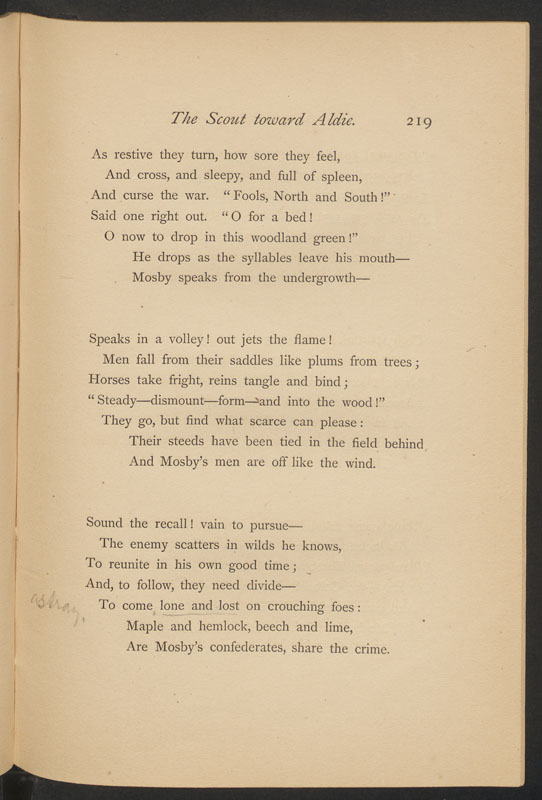 The Scout toward Aldie. 219
As restive they turn, how sore they feel,
And cross, and sleepy, and full of spleen,
And curse the war. "Fools, North and South!"
Said one right out. "O for a bed!
O now to drop in this woodland green!"
He drops as the syllables leave his mouth—
Mosby speaks from the undergrowth—
Speaks in a volley! out jets the flame!
Men fall from their saddles like plums from trees;
Horses take fright, reins tangle and bind;
"Steady—dismount—form—and into the wood!"
They go, but find what scarce can please:
Their steeds have been tied in the field behind
And Mosby's men are off like the wind.
Sound the recall! vain to pursue—
The enemy scatters in wilds he knows,
To reunite in his own good time;
And, to follow, they need divide—
astray,
To come lone and lost on crouching foes:
Maple and hemlock, beech and lime,
Are Mosby's confederates, share the crime.